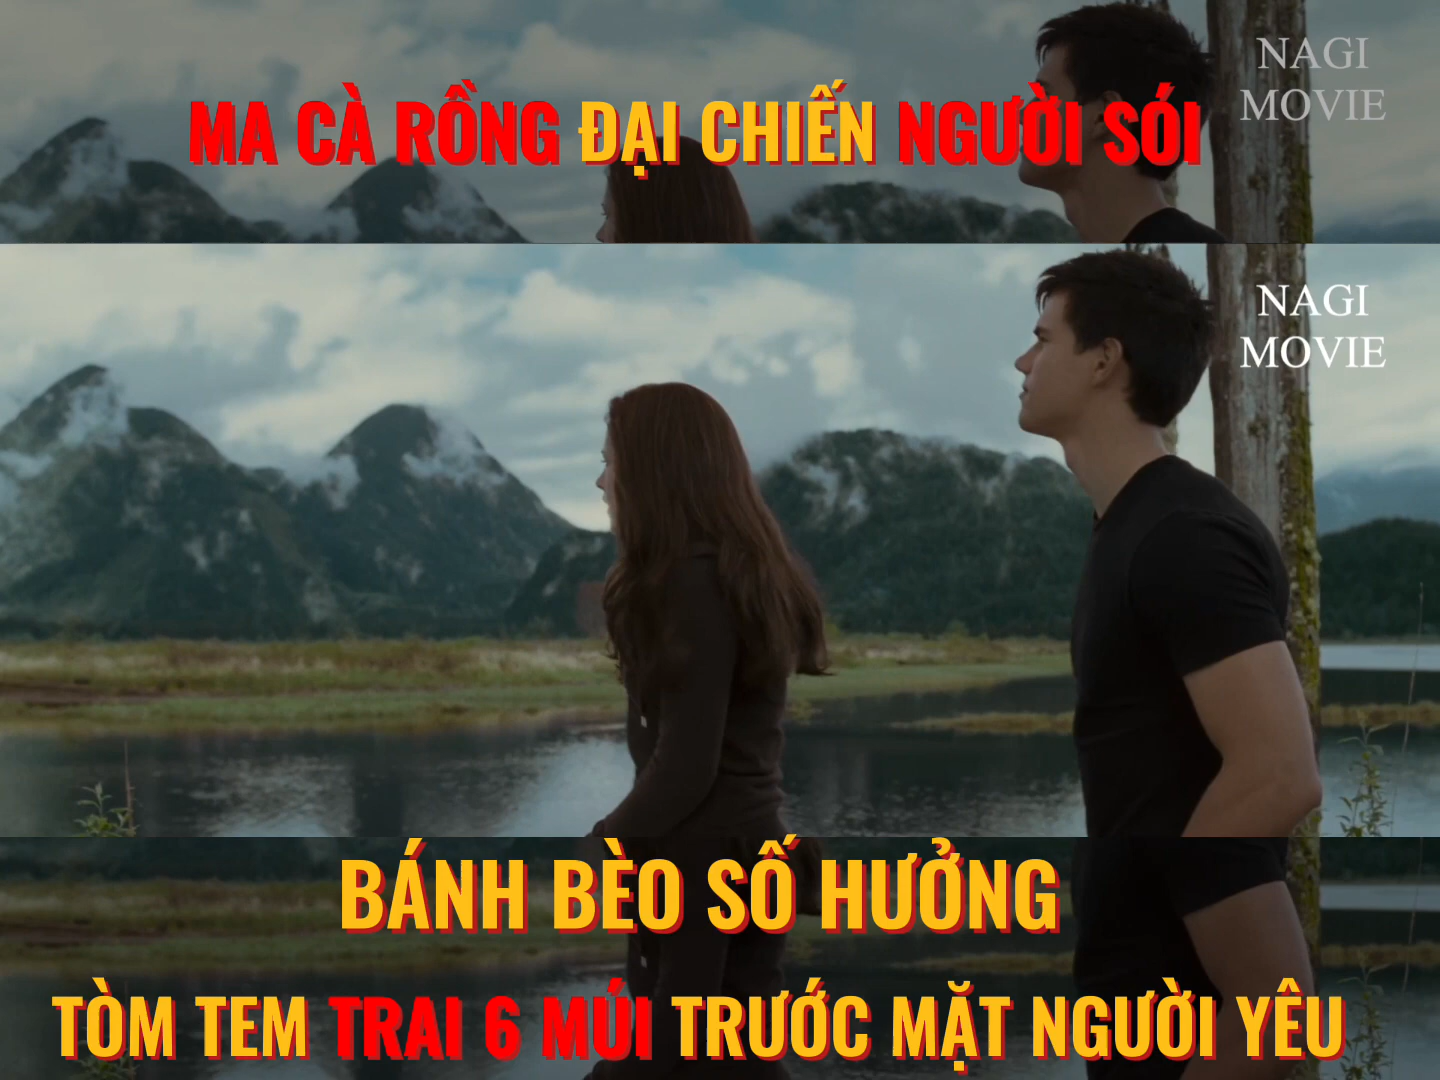 NAGI
MOVIE
MA CÀ RỒNG ĐẠI CHIẾN NGƯỜI SÓI
NAGI
MOVIE
BÁNH BÈO SỐ HƯỞNG
TÒM TEM TRAI 6 MÚI TRƯỚC MẶT NGƯỜI YÊU